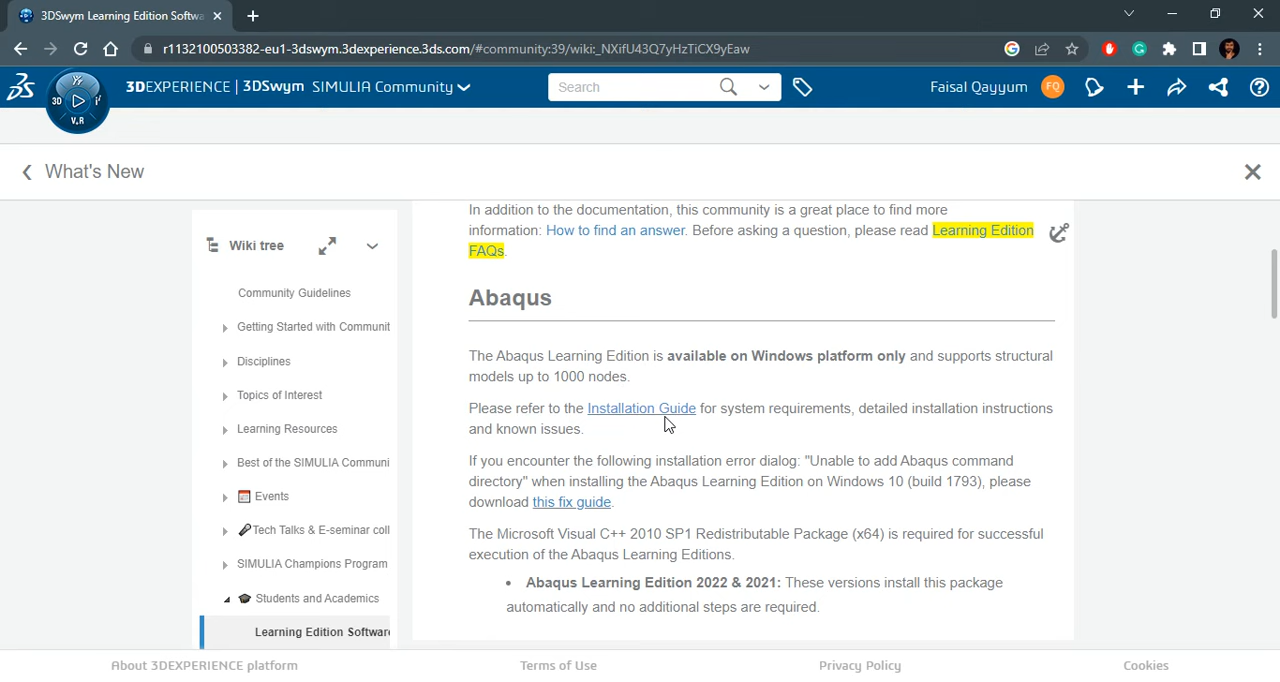 3DSwym Learning Edition Softwa
r1132100503382-eu1-3dswym.3dexperience.3ds.com/#community:39/wiki:_NXifU43Q7yHzTiCX9yEaw
3D
V.R
3DEXPERIENCE | 3DSwym SIMULIA Community
Search
Faisal Qayyum
FQ
What's New
Wiki tree
Community Guidelines
Getting Started with Communit
Disciplines
Topics of Interest
Learning Resources
Best of the SIMULIA Communi
Events
Tech Talks & E-seminar coll
SIMULIA Champions Program
Students and Academics
Learning Edition Software
In addition to the documentation, this community is a great place to find more
information: How to find an answer. Before asking a question, please read Learning Edition
FAQs.
Abaqus
The Abaqus Learning Edition is available on Windows platform only and supports structural
models up to 1000 nodes.
Please refer to the Installation Guide for system requirements, detailed installation instructions
and known issues.
If you encounter the following installation error dialog: "Unable to add Abaqus command
directory" when installing the Abaqus Learning Edition on Windows 10 (build 1793), please
download this fix guide.
The Microsoft Visual C++ 2010 SP1 Redistributable Package (x64) is required for successful
execution of the Abaqus Learning Editions.
• Abaqus Learning Edition 2022 & 2021: These versions install this package
automatically and no additional steps are required.
About 3DEXPERIENCE platform
Terms of Use
Privacy Policy
Cookies